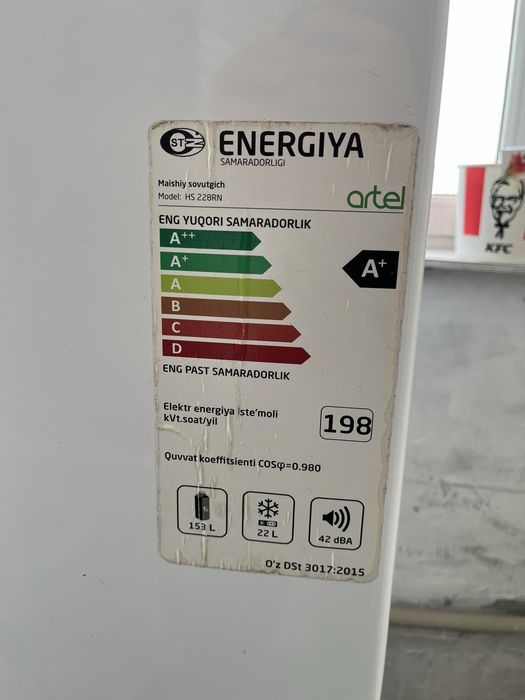 STZ
ENERGIYA
SAMARADORLIGI
Maishiy sovutgich
Model: HS 228RN
artel
ENG YUQORI SAMARADORLIK
A++
A+
A+
A
B
C
D
ENG PAST SAMARADORLIK
Elektr energiya iste'moli
kVt.soat/yil
198
Quvvat koeffitsienti COSφ=0.980
153 L
22 L
42 dBA
O'z DSt 3017:2015
KFC